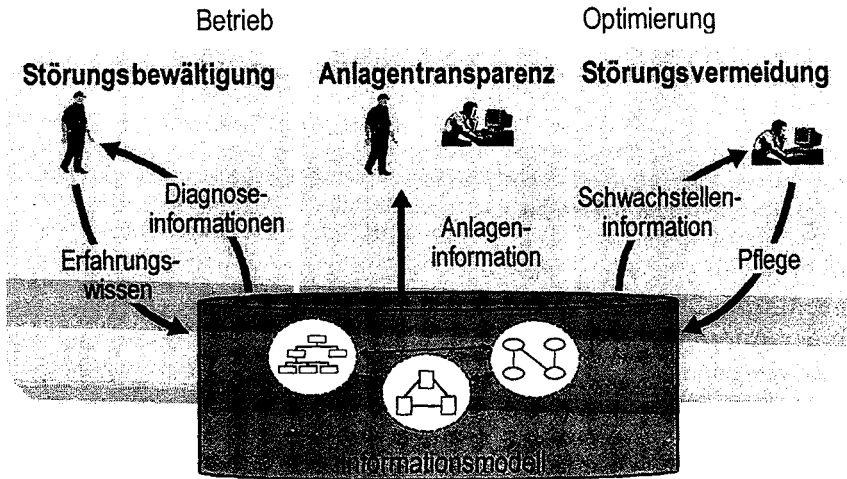 Betrieb
Optimierung
Störungsbewältigung
Anlagentransparenz
Störungsvermeidung
Diagnose-
informationen
Erfahrungs-
wissen
Anlagen-
information
Schwachstellen-
information
Pflege
Informationsmodell